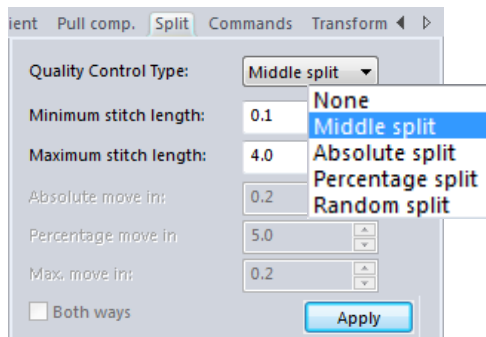 ient Pull comp. Split Commands Transform
Quality Control Type: Middle split
None
Minimum stitch length: 0.1
Middle split
Maximum stitch length: 4.0
Absolute split
Percentage split
Absolute move in: 0.2
Random split
Percentage move in 5.0
Max. move in: 0.2
Both ways
Apply